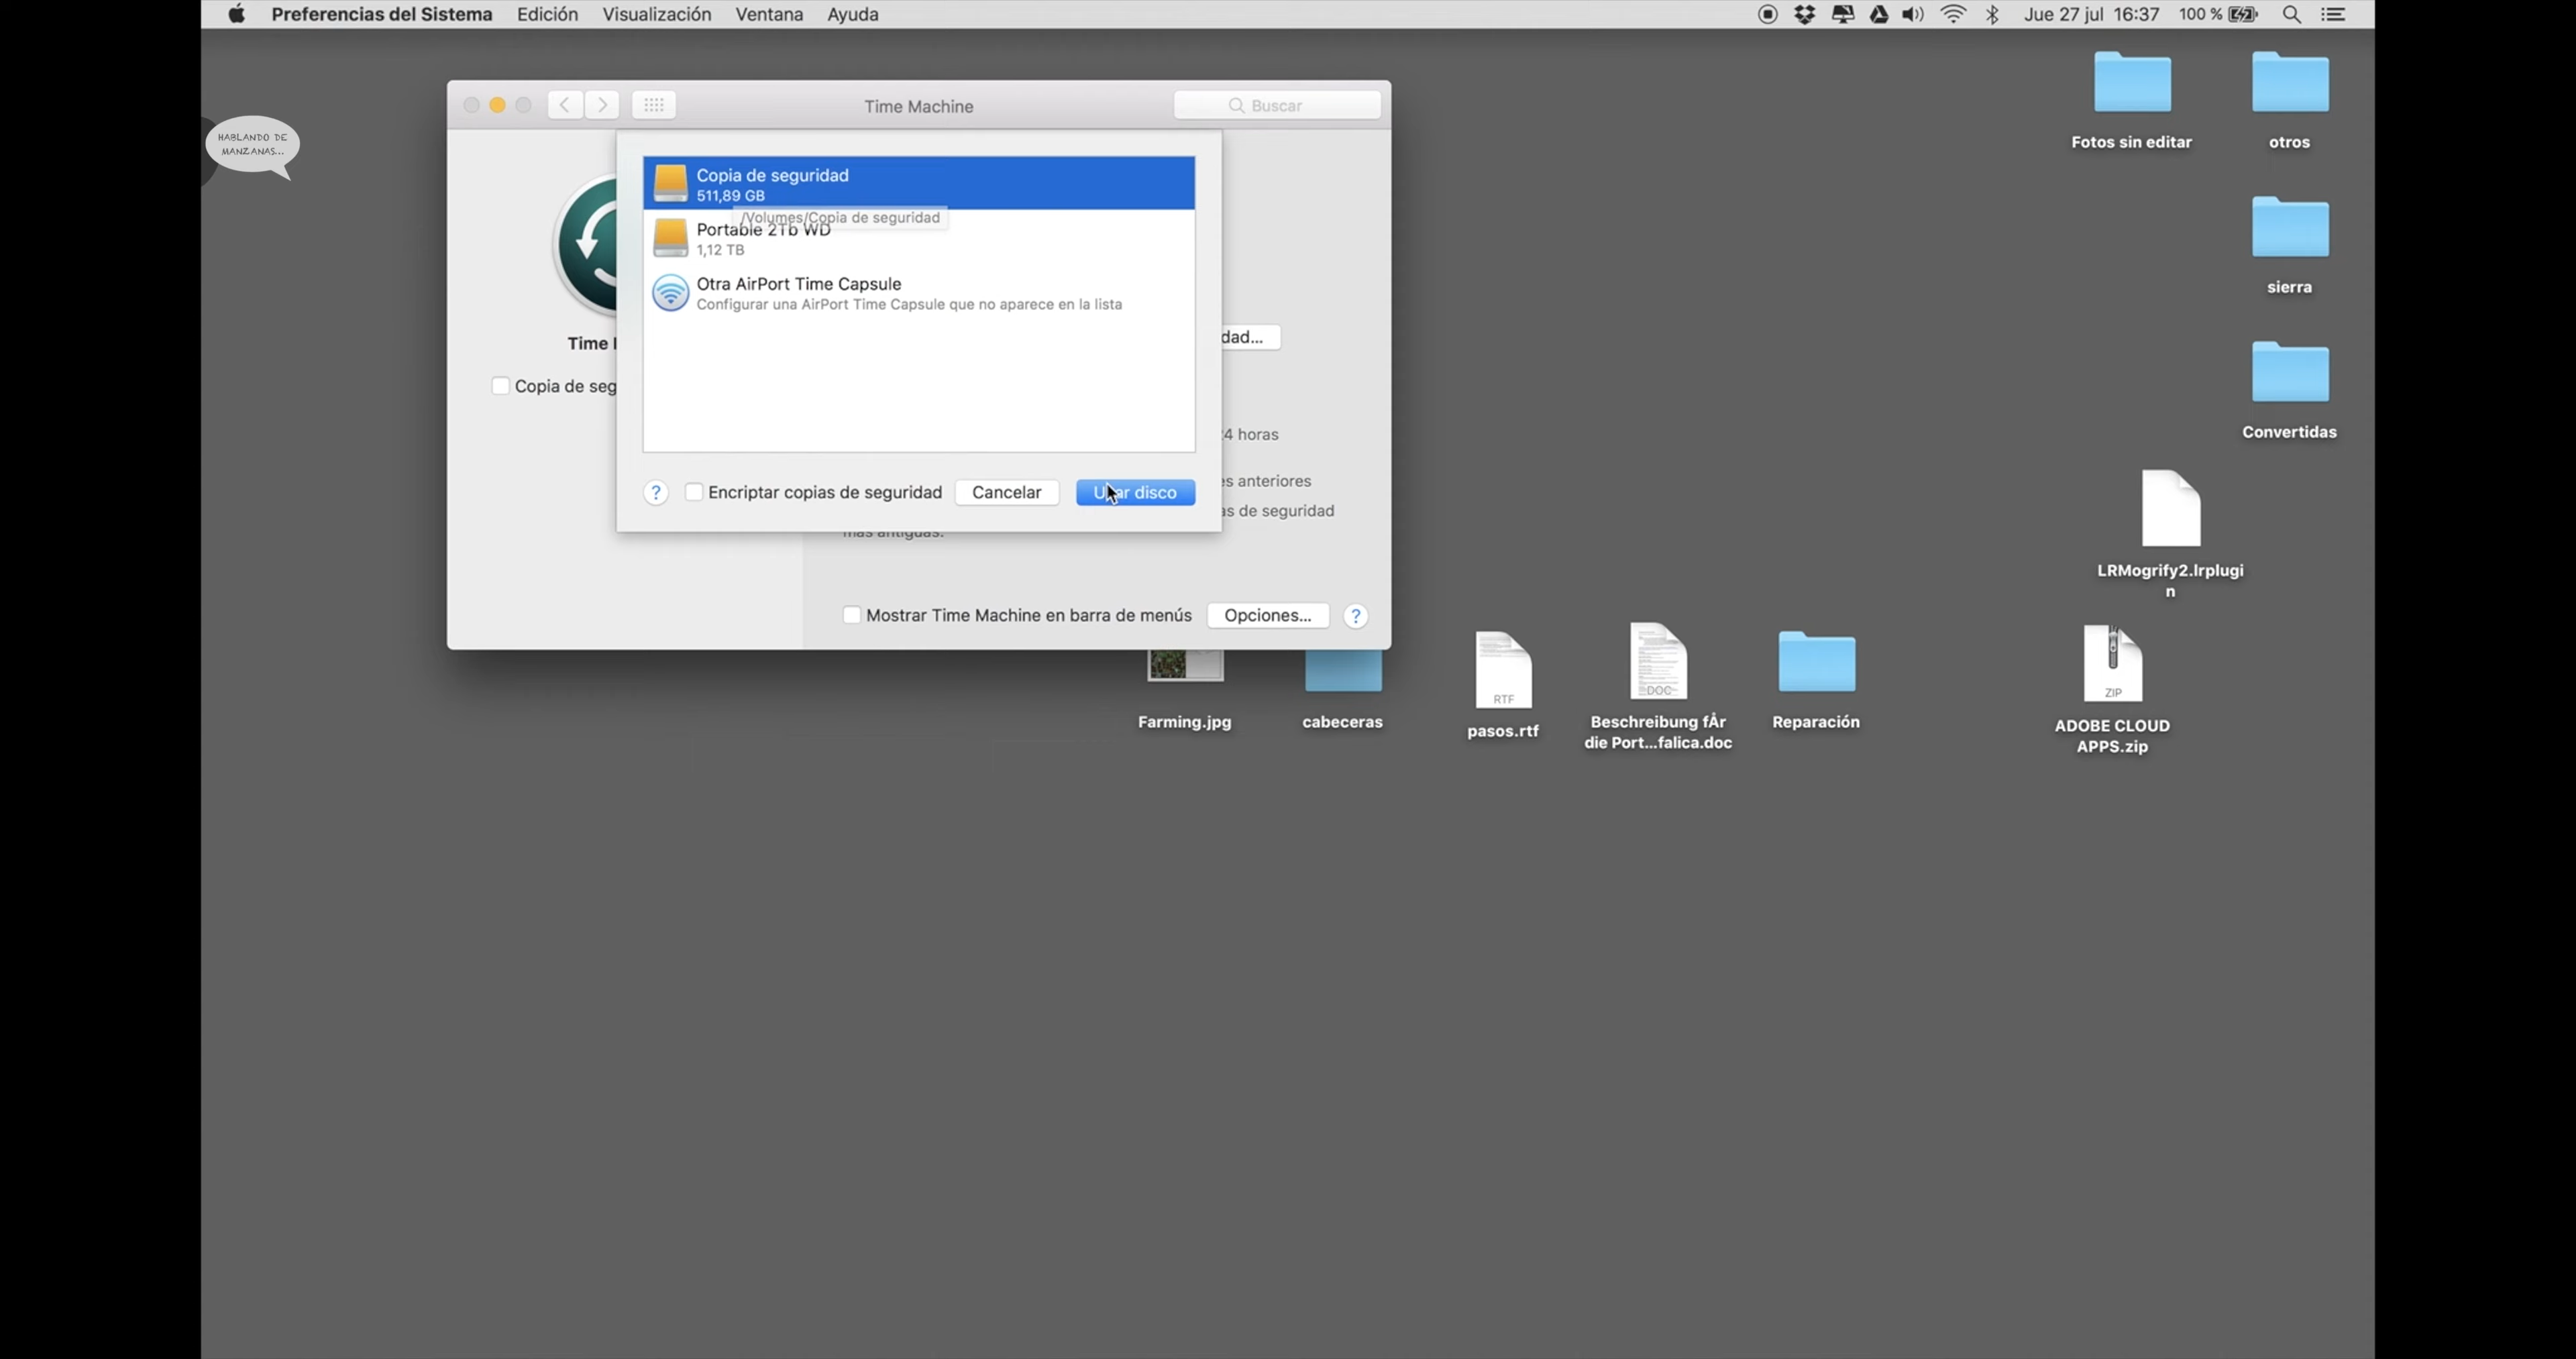 Preferencias del Sistema Edición Visualización Ventana Ayuda Jue 27 jul 16:37 100 %
HABLANDO DE
MANZANAS...
Time Machine
Buscar
Copia de seguridad
511,89 GB
/Volumes/Copia de seguridad
Portable 2Tb WD
1,12 TB
Otra AirPort Time Capsule
Configurar una AirPort Time Capsule que no aparece en la lista
dad...
Time
Copia de seg
4 horas
es anteriores
? Encriptar copias de seguridad Cancelar Usar disco
as de seguridad
más antiguas.
Mostrar Time Machine en barra de menús Opciones... ?
Fotos sin editar
otros
sierra
Convertidas
LRMogrify2.lrplugi
n
RTF
DOC
ZIP
Farming.jpg
cabeceras
pasos.rtf
Beschreibung fÅr
die Port...falica.doc
Reparación
ADOBE CLOUD
APPS.zip